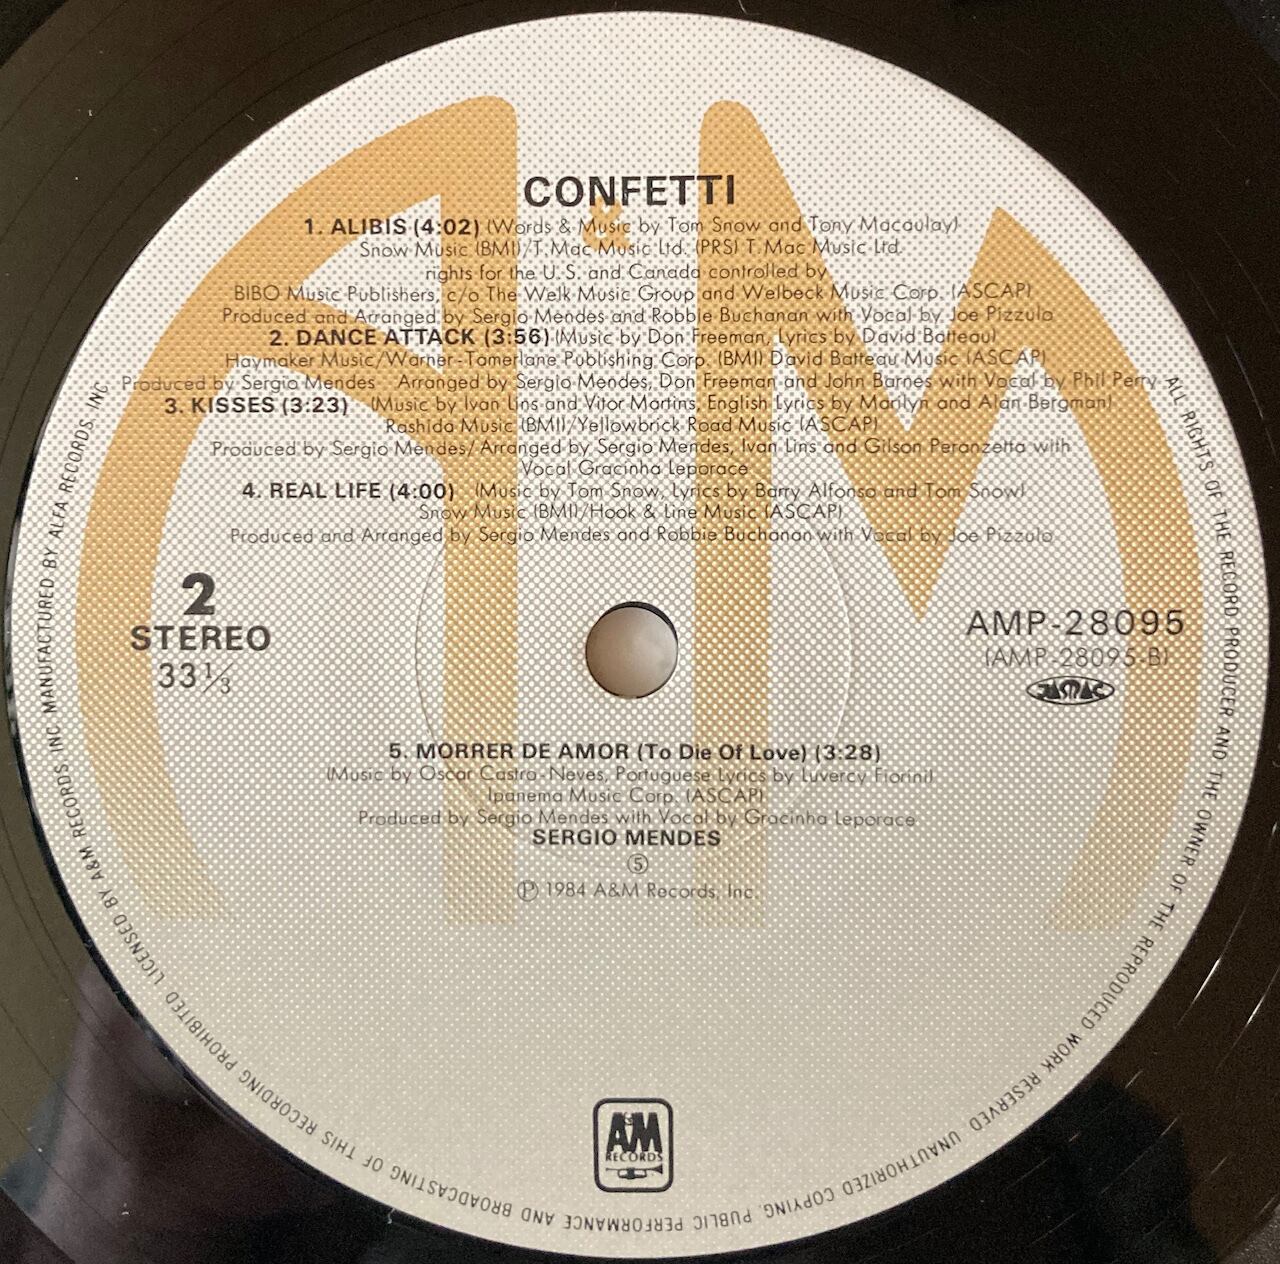 CONFETTI
1. ALIBIS (4:02) (Words & Music by Tom Snow and Tony Macaulay)
Snow Music (BMI)/T. Mac Music Ltd. (PRS) T. Mac Music Ltd.
rights for the U.S. and Canada controlled by
BIBO Music Publishers, c/o The Welk Music Group and Welbeck Music Corp. (ASCAP)
Produced and Arranged by Sergio Mendes and Robbie Buchanan with Vocal by Joe Pizzulo
2. DANCE ATTACK (3:56) (Music by Don Freeman, Lyrics by David Batteau)
Haymaker Music/Warner-Tamerlane Publishing Corp. (BMI) David Batteau Music (ASCAP)
Produced by Sergio Mendes Arranged by Sergio Mendes, Don Freeman and John Barnes with Vocal by Phil Perry
3. KISSES (3:23) (Music by Ivan Lins and Vitor Martins, English Lyrics by Marilyn and Alan Bergman)
Rashida Music (BMI)/Yellowbrick Road Music (ASCAP)
Produced by Sergio Mendes/Arranged by Sergio Mendes, Ivan Lins and Gilson Peranzetta with
Vocal Gracinha Leporace
4. REAL LIFE (4:00) (Music by Tom Snow, Lyrics by Barry Alfonso and Tom Snow)
Snow Music (BMI)/Hook & Line Music (ASCAP)
Produced and Arranged by Sergio Mendes and Robbie Buchanan with Vocal by Joe Pizzulo
2
STEREO
33⅓
AMP-28095
(AMP-28095-B)
JASRAC
5. MORRER DE AMOR (To Die Of Love) (3:28)
(Music by Oscar Castro-Neves, Portuguese Lyrics by Luvercy Fiorini)
Ipanema Music Corp. (ASCAP)
Produced by Sergio Mendes with Vocal by Gracinha Leporace
SERGIO MENDES
⑤
Ⓟ 1984 A&M Records, Inc.
A&M
RECORDS
ALL RIGHTS OF THE RECORD PRODUCER AND THE OWNER OF THE REPRODUCED WORK RESERVED. UNAUTHORIZED COPYING, PUBLIC PERFORMANCE AND BROADCASTING OF THIS RECORDING PROHIBITED. LICENSED BY A&M RECORDS INC. MANUFACTURED BY ALFA RECORDS, INC.
A&M